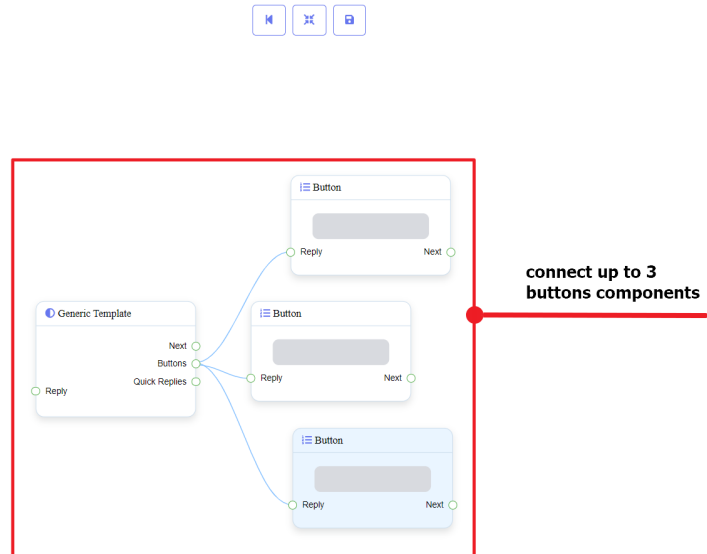 Button
Reply
Next
connect up to 3
buttons components
Generic Template
Next
Buttons
Quick Replies
Reply
Button
Reply
Next
Button
Reply
Next